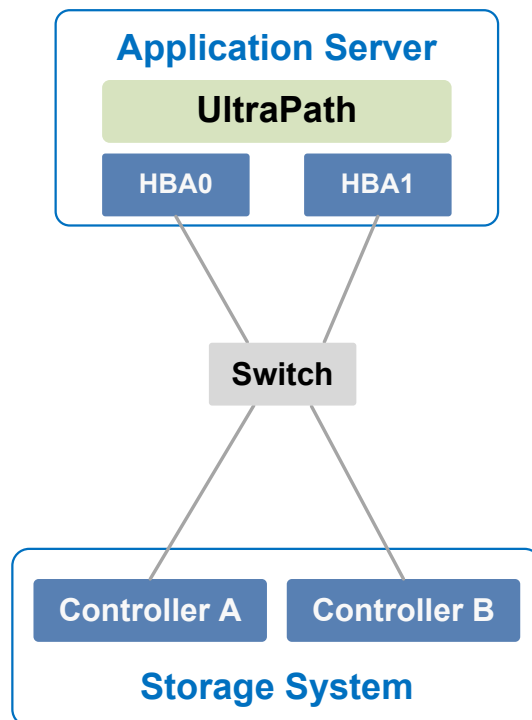 Application Server
UltraPath
HBA0
HBA1
Switch
Controller A
Controller B
Storage System